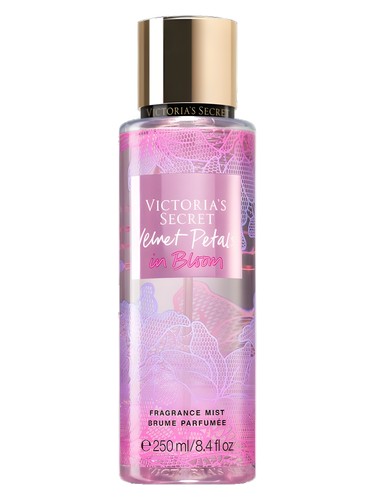 VICTORIA'S SECRET
VICTORIA'S
SECRET
Velvet Petals
in Bloom
FRAGRANCE MIST
BRUME PARFUMÉE
℮ 250 ml/8.4 fl oz